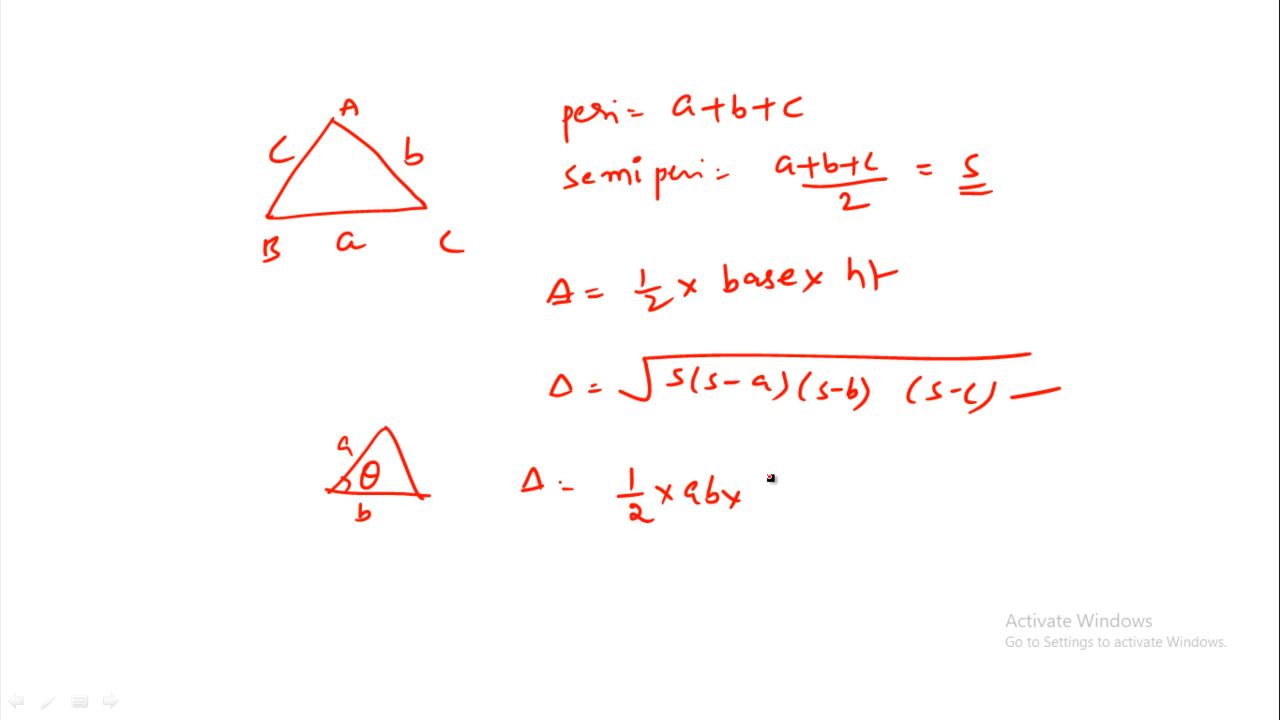 A
C b
B a C
peri = a+b+c
semi peri = a+b+c/2 = s
Δ = 1/2 × base × ht
Δ = √s(s-a)(s-b) (s-c)
a θ
b
Δ = 1/2 × ab ×
Activate Windows
Go to Settings to activate Windows.